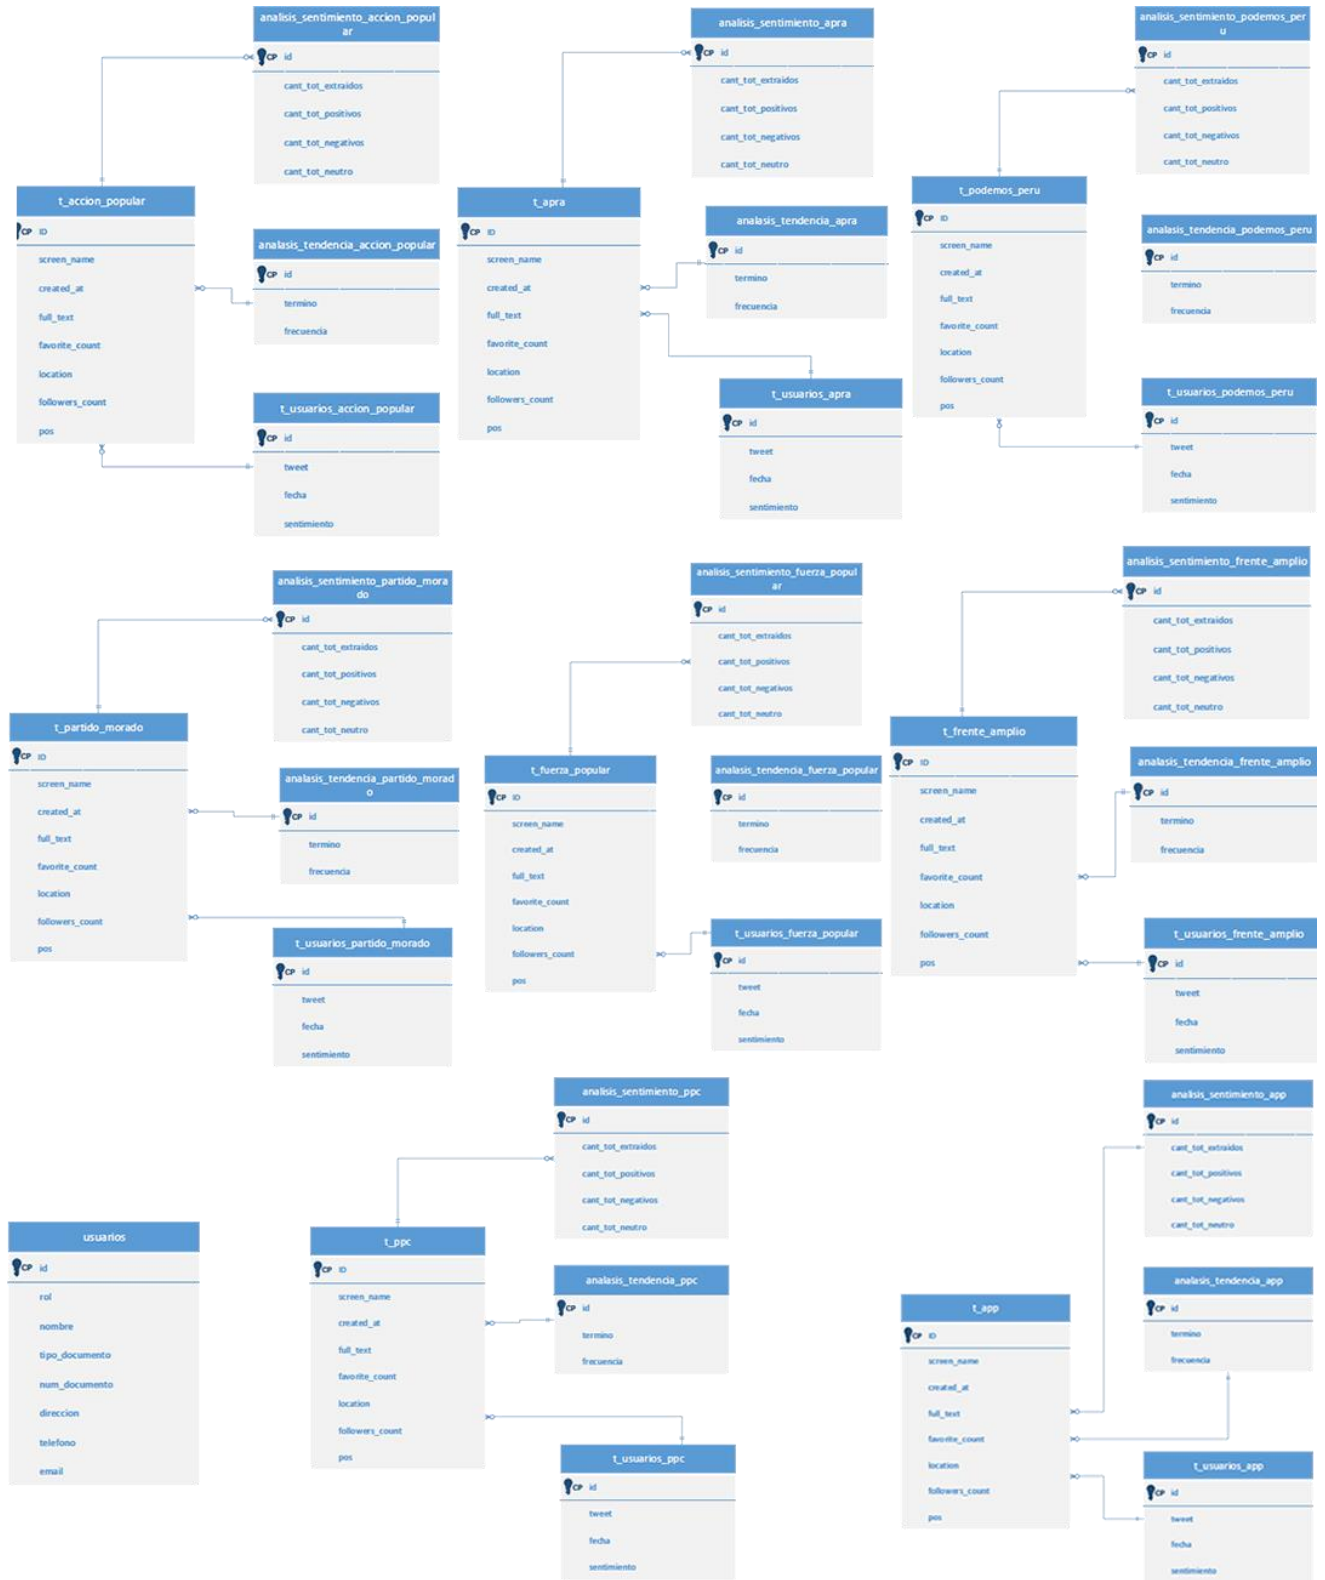 analisis_sentimiento_accion_popul
ar
CP id
cant_tot_extraidos
cant_tot_positivos
cant_tot_negativos
cant_tot_neutro
t_accion_popular
CP ID
screen_name
created_at
full_text
favorite_count
location
followers_count
pos
analasis_tendencia_accion_popular
CP id
termino
frecuencia
t_usuarios_accion_popular
CP id
tweet
fecha
sentimiento
analisis_sentimiento_apra
CP id
cant_tot_extraidos
cant_tot_positivos
cant_tot_negativos
cant_tot_neutro
t_apra
CP ID
screen_name
created_at
full_text
favorite_count
location
followers_count
pos
analasis_tendencia_apra
CP id
termino
frecuencia
t_usuarios_apra
CP id
tweet
fecha
sentimiento
analisis_sentimiento_podemos_per
u
CP id
cant_tot_extraidos
cant_tot_positivos
cant_tot_negativos
cant_tot_neutro
t_podemos_peru
CP ID
screen_name
created_at
full_text
favorite_count
location
followers_count
pos
analasis_tendencia_podemos_peru
CP id
termino
frecuencia
t_usuarios_podemos_peru
CP id
tweet
fecha
sentimiento
analisis_sentimiento_partido_mora
do
CP id
cant_tot_extraidos
cant_tot_positivos
cant_tot_negativos
cant_tot_neutro
t_partido_morado
CP ID
screen_name
created_at
full_text
favorite_count
location
followers_count
pos
analasis_tendencia_partido_morad
o
CP id
termino
frecuencia
t_usuarios_partido_morado
CP id
tweet
fecha
sentimiento
analisis_sentimiento_fuerza_popul
ar
CP id
cant_tot_extraidos
cant_tot_positivos
cant_tot_negativos
cant_tot_neutro
t_fuerza_popular
CP ID
screen_name
created_at
full_text
favorite_count
location
followers_count
pos
analasis_tendencia_fuerza_popular
CP id
termino
frecuencia
t_usuarios_fuerza_popular
CP id
tweet
fecha
sentimiento
analisis_sentimiento_frente_amplio
CP id
cant_tot_extraidos
cant_tot_positivos
cant_tot_negativos
cant_tot_neutro
t_frente_amplio
CP ID
screen_name
created_at
full_text
favorite_count
location
followers_count
pos
analasis_tendencia_frente_amplio
CP id
termino
frecuencia
t_usuarios_frente_amplio
CP id
tweet
fecha
sentimiento
usuarios
CP id
rol
nombre
tipo_documento
num_documento
direccion
telefono
email
analisis_sentimiento_ppc
CP id
cant_tot_extraidos
cant_tot_positivos
cant_tot_negativos
cant_tot_neutro
t_ppc
CP ID
screen_name
created_at
full_text
favorite_count
location
followers_count
pos
analasis_tendencia_ppc
CP id
termino
frecuencia
t_usuarios_ppc
CP id
tweet
fecha
sentimiento
analisis_sentimiento_app
CP id
cant_tot_extraidos
cant_tot_positivos
cant_tot_negativos
cant_tot_neutro
t_app
CP ID
screen_name
created_at
full_text
favorite_count
location
followers_count
pos
analasis_tendencia_app
CP id
termino
frecuencia
t_usuarios_app
CP id
tweet
fecha
sentimiento